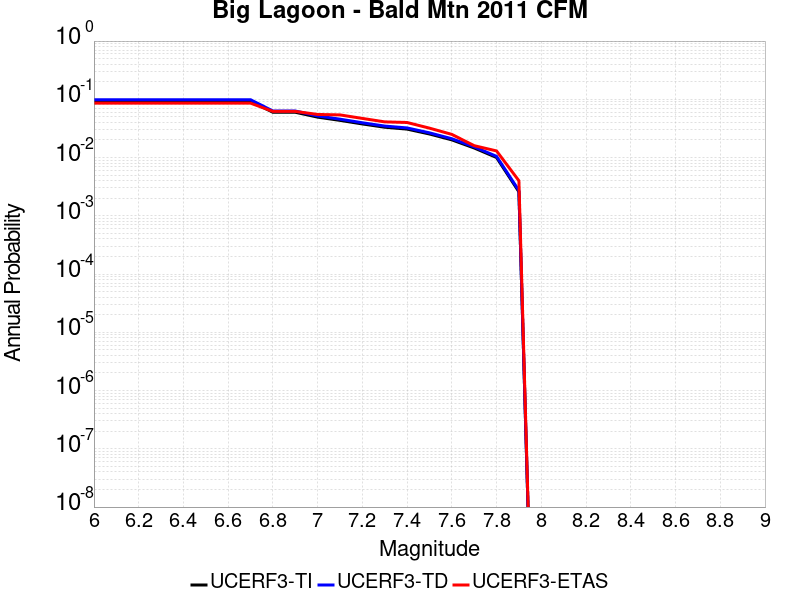 Big Lagoon - Bald Mtn 2011 CFM
10^0
10^-1
10^-2
10^-3
10^-4
10^-5
10^-6
10^-7
10^-8
Annual Probability
6 6.2 6.4 6.6 6.8 7 7.2 7.4 7.6 7.8 8 8.2 8.4 8.6 8.8 9
Magnitude
UCERF3-TI UCERF3-TD UCERF3-ETAS